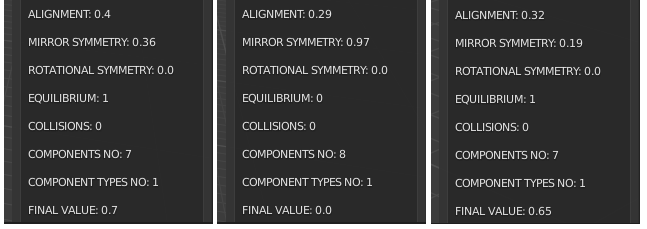 ALIGNMENT: 0.4
MIRROR SYMMETRY: 0.36
ROTATIONAL SYMMETRY: 0.0
EQUILIBRIUM: 1
COLLISIONS: 0
COMPONENTS NO: 7
COMPONENT TYPES NO: 1
FINAL VALUE: 0.7
ALIGNMENT: 0.29
MIRROR SYMMETRY: 0.97
ROTATIONAL SYMMETRY: 0.0
EQUILIBRIUM: 0
COLLISIONS: 0
COMPONENTS NO: 8
COMPONENT TYPES NO: 1
FINAL VALUE: 0.0
ALIGNMENT: 0.32
MIRROR SYMMETRY: 0.19
ROTATIONAL SYMMETRY: 0.0
EQUILIBRIUM: 1
COLLISIONS: 0
COMPONENTS NO: 7
COMPONENT TYPES NO: 1
FINAL VALUE: 0.65